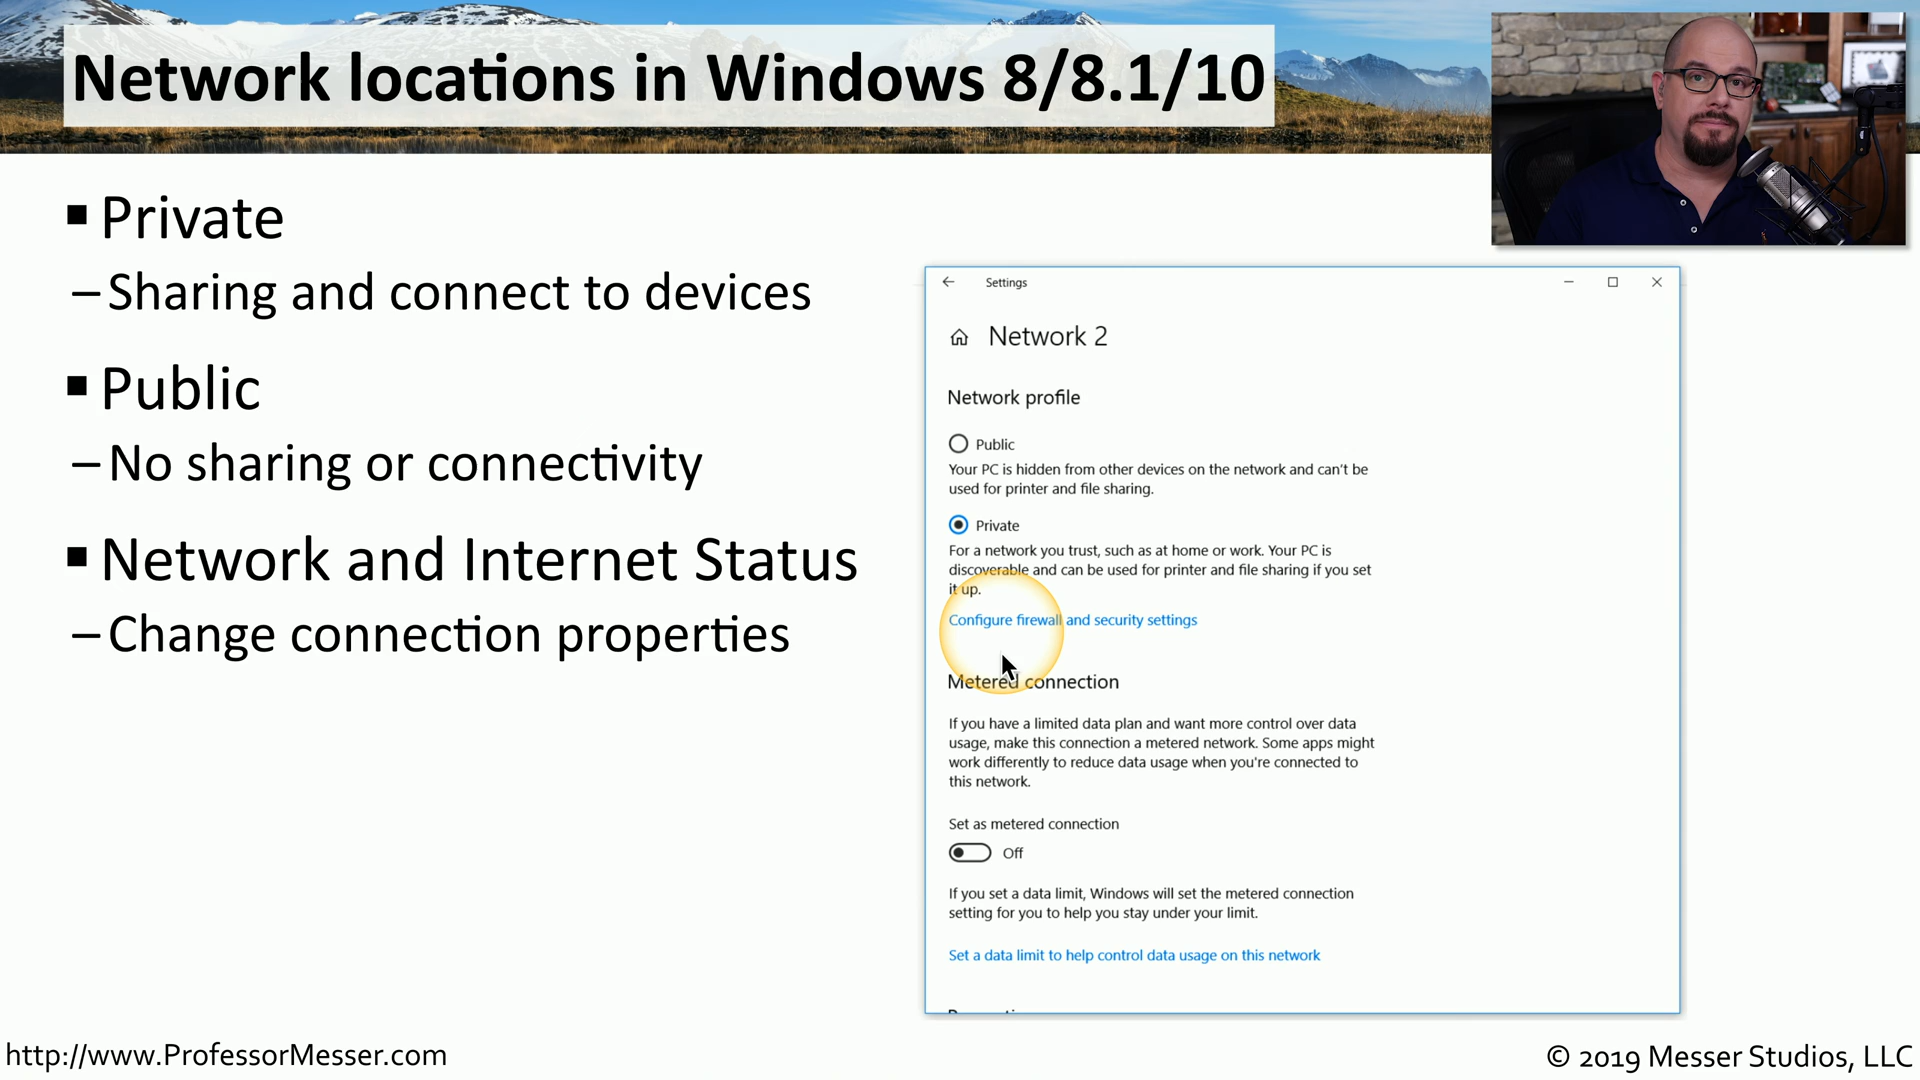 Network locations in Windows 8/8.1/10
Private
–Sharing and connect to devices
Public
–No sharing or connectivity
Network and Internet Status
–Change connection properties
Settings
Network 2
Network profile
Public
Your PC is hidden from other devices on the network and can't be
used for printer and file sharing.
Private
For a network you trust, such as at home or work. Your PC is
discoverable and can be used for printer and file sharing if you set
it up.
Configure firewall and security settings
Metered connection
If you have a limited data plan and want more control over data
usage, make this connection a metered network. Some apps might
work differently to reduce data usage when you're connected to
this network.
Set as metered connection
Off
If you set a data limit, Windows will set the metered connection
setting for you to help you stay under your limit.
Set a data limit to help control data usage on this network
http://www.ProfessorMesser.com
© 2019 Messer Studios, LLC